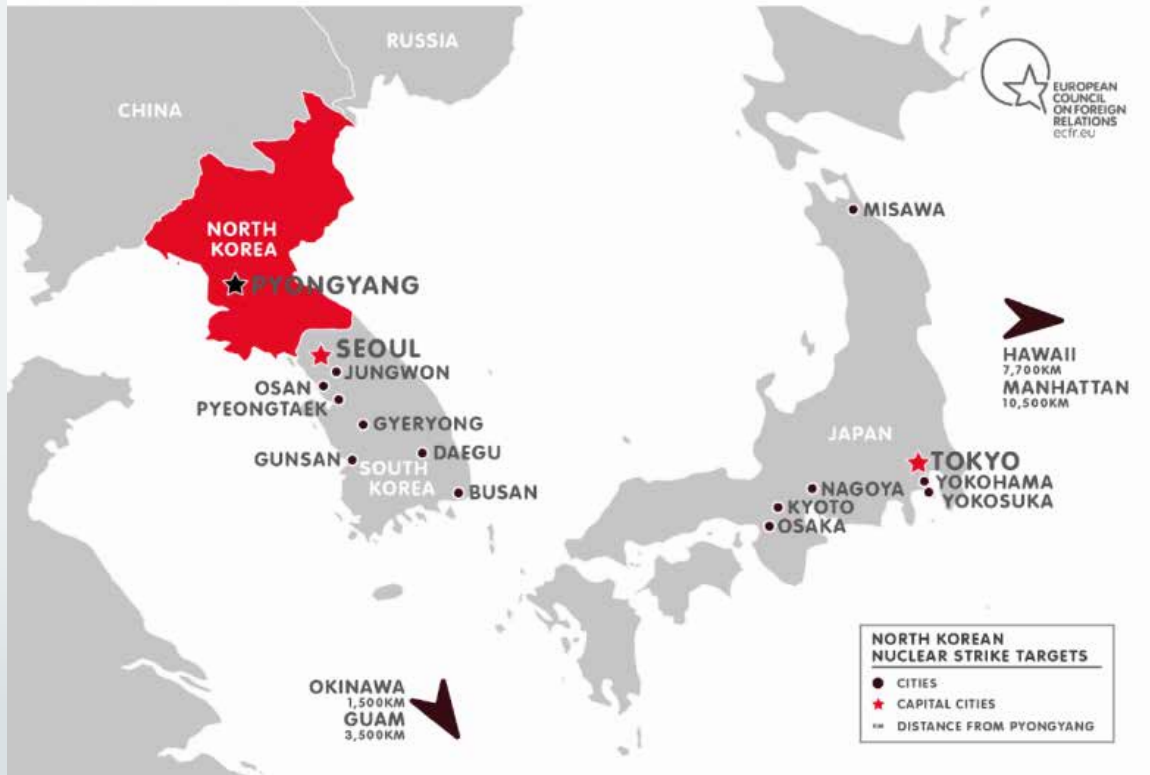 RUSSIA
CHINA
EUROPEAN
COUNCIL
ON FOREIGN
RELATIONS
ecfr.eu
MISAWA
NORTH
KOREA
PYONGYANG
SEOUL
JUNGWON
OSAN
PYEONGTAEK
GYERYONG
GUNSAN
DAEGU
SOUTH
KOREA
BUSAN
HAWAII
7,700KM
MANHATTAN
10,500KM
JAPAN
TOKYO
YOKOHAMA
YOKOSUKA
NAGOYA
KYOTO
OSAKA
OKINAWA
1,500KM
GUAM
3,500KM
NORTH KOREAN
NUCLEAR STRIKE TARGETS
CITIES
CAPITAL CITIES
KM DISTANCE FROM PYONGYANG